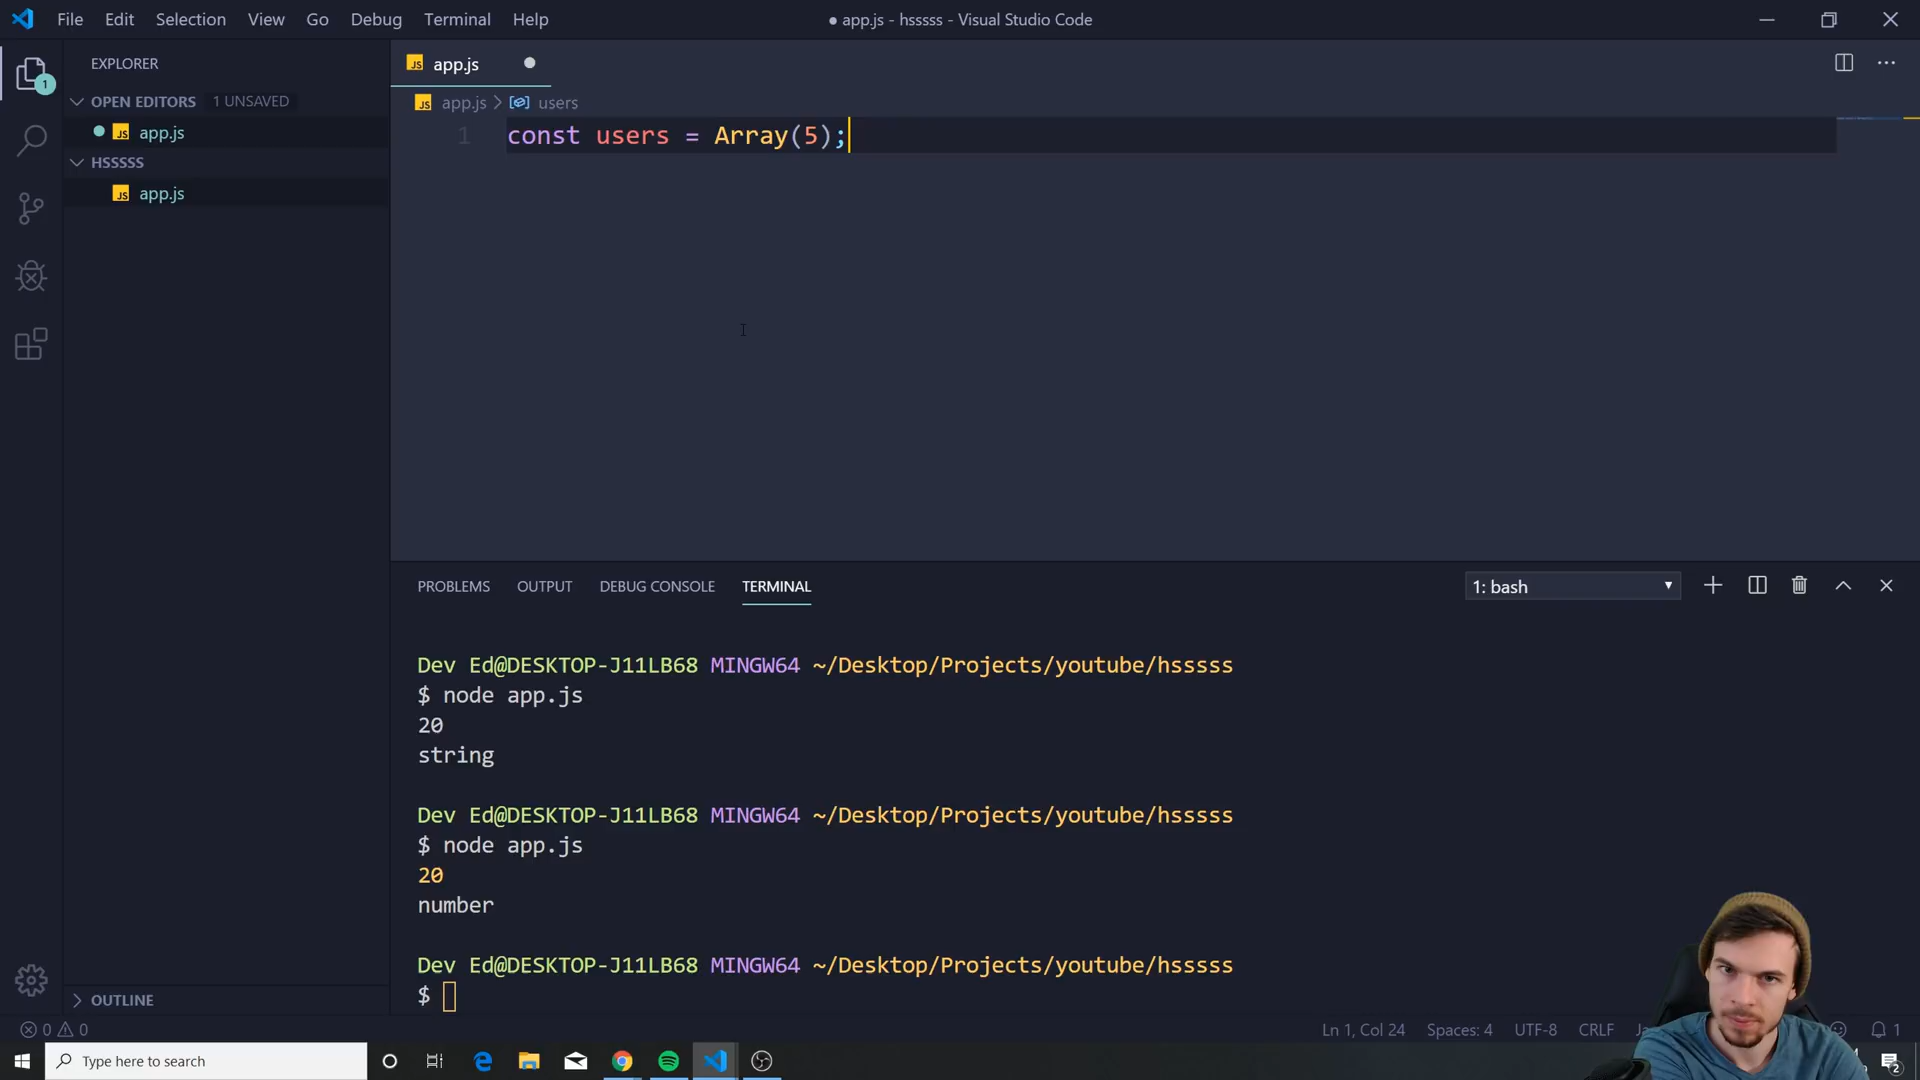 File Edit Selection View Go Debug Terminal Help
● app.js - hsssss - Visual Studio Code
EXPLORER
OPEN EDITORS 1 UNSAVED
app.js
HSSSSS
app.js
OUTLINE
app.js
app.js > users
1 const users = Array(5);
PROBLEMS OUTPUT DEBUG CONSOLE TERMINAL
1: bash
Dev Ed@DESKTOP-J11LB68 MINGW64 ~/Desktop/Projects/youtube/hsssss
$ node app.js
20
string
Dev Ed@DESKTOP-J11LB68 MINGW64 ~/Desktop/Projects/youtube/hsssss
$ node app.js
20
number
Dev Ed@DESKTOP-J11LB68 MINGW64 ~/Desktop/Projects/youtube/hsssss
$
0 0
Ln 1, Col 24 Spaces: 4 UTF-8 CRLF
1
Type here to search
2